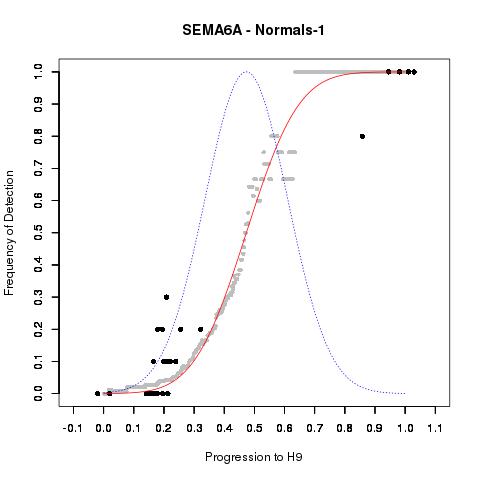 SEMA6A - Normals-1
Frequency of Detection
1.0
0.9
0.8
0.7
0.6
0.5
0.4
0.3
0.2
0.1
0.0
-0.1 0.0 0.1 0.2 0.3 0.4 0.5 0.6 0.7 0.8 0.9 1.0 1.1
Progression to H9